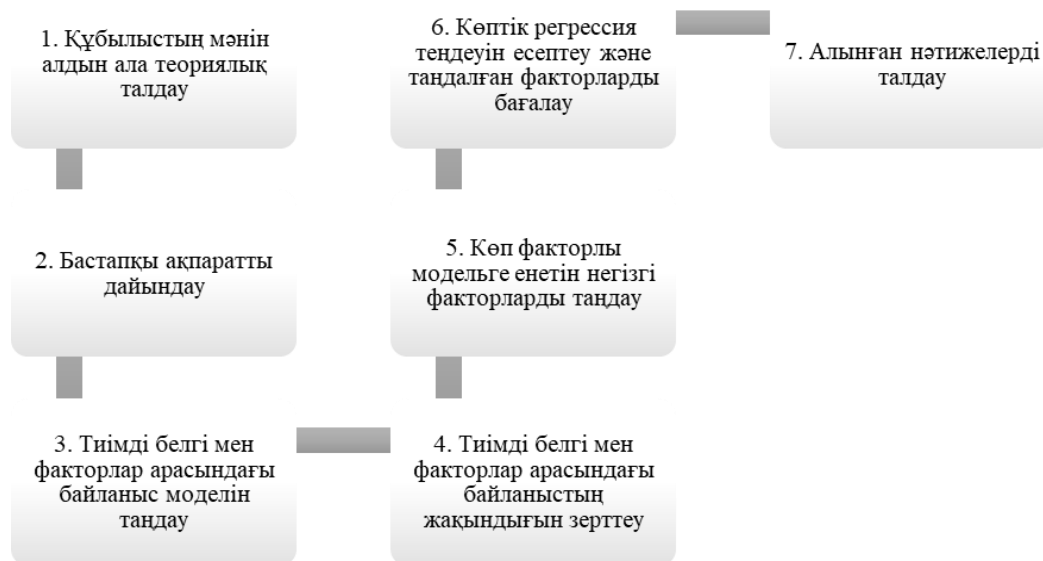 1. Құбылыстың мәнін
алдын ала теориялық
талдау
2. Бастапқы ақпаратты
дайындау
3. Тиімді белгі мен
факторлар арасындағы
байланыс моделін
таңдау
4. Тиімді белгі мен
факторлар арасындағы
байланыстың
жақындығын зерттеу
5. Көп факторлы
модельге енетін негізгі
факторларды таңдау
6. Көптік регрессия
теңдеуін есептеу және
таңдалған факторларды
бағалау
7. Алынған нәтижелерді
талдау